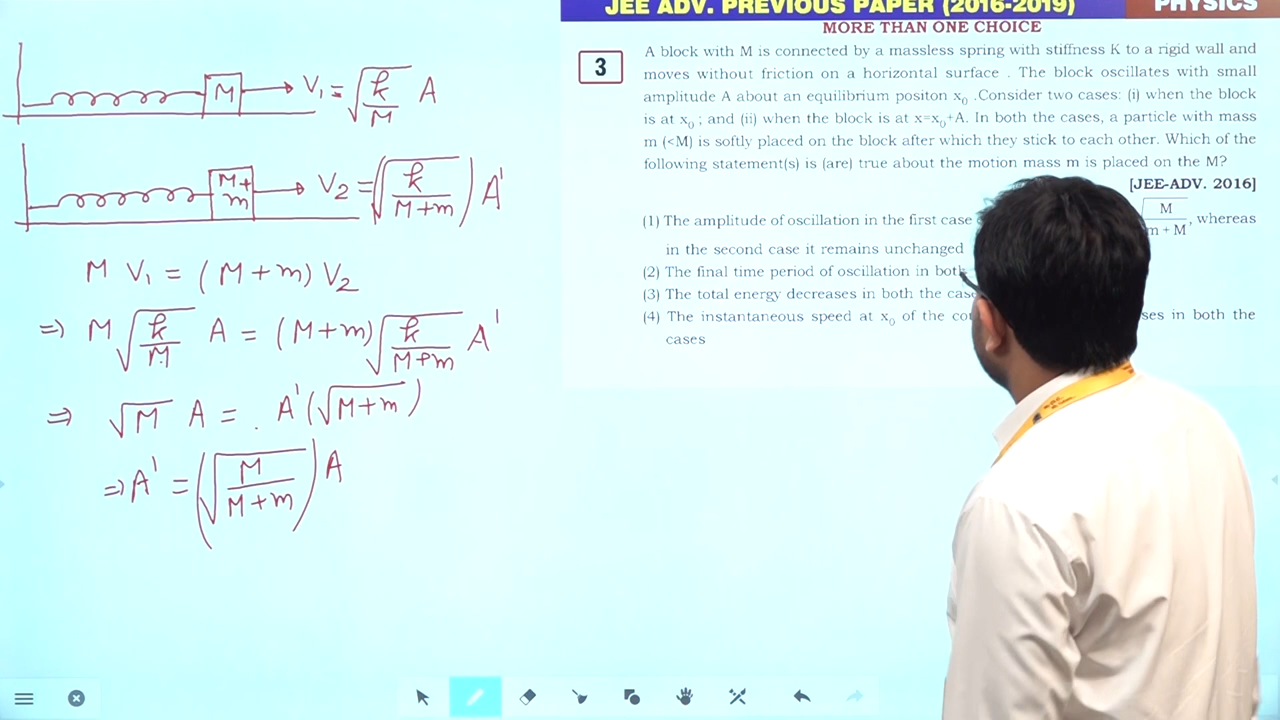 JEE ADV. PREVIOUS PAPER (2016-2019)
PHYSICS
MORE THAN ONE CHOICE
3
A block with M is connected by a massless spring with stiffness K to a rigid wall and
moves without friction on a horizontal surface . The block oscillates with small
amplitude A about an equilibrium positon x₀ .Consider two cases: (i) when the block
is at x₀ ; and (ii) when the block is at x=x₀+A. In both the cases, a particle with mass
m (<M) is softly placed on the block after which they stick to each other. Which of the
following statement(s) is (are) true about the motion mass m is placed on the M?
[JEE-ADV. 2016]
(1) The amplitude of oscillation in the first case √(M/(m + M)), whereas
in the second case it remains unchanged
(2) The final time period of oscillation in both
(3) The total energy decreases in both the
(4) The instantaneous speed at x₀ of the in both the
cases
M V₁ = √(k/M) A
M+m V₂ = (√(k/(M+m))) A'
M V₁ = (M+m) V₂
⇒ M √(k/M) A = (M+m) √(k/(M+m)) A'
⇒ √M A = . A' (√(M+m))
⇒ A' = (√(M/(M+m))) A